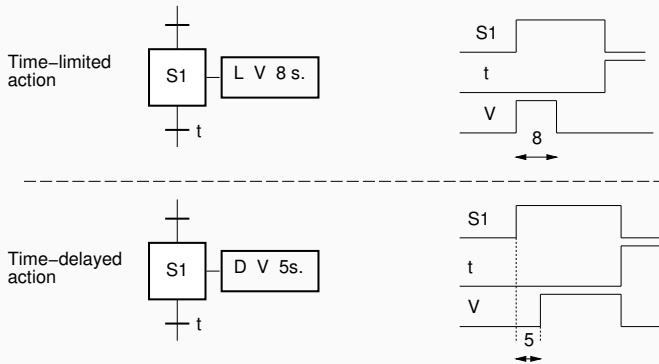 Time−limited
action
S1
L V 8 s.
t
S1
t
V
8
Time−delayed
action
S1
D V 5s.
t
S1
t
V
5